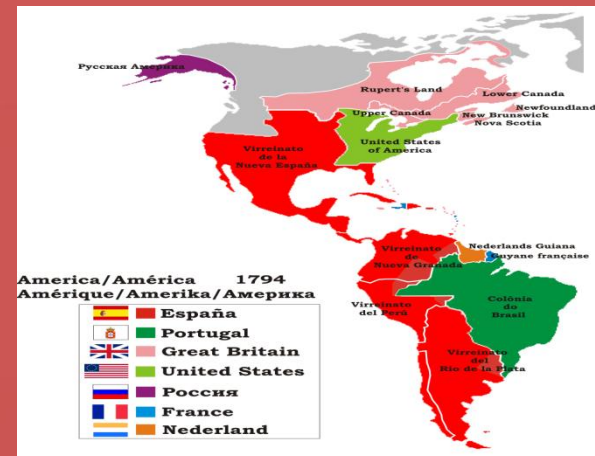 Русская Америка
Rupert's Land
Lower Canada
Newfoundland
Upper Canada
New Brunswick
Nova Scotia
United States
of America
Virreinato
de la
Nueva España
Nederlands Guiana
Guyane française
Virreinato
de
Nueva Granada
Virreinato
del Perú
Colônia
do
Brasil
Virreinato
del
Rio de la Plata
America/América 1794
Amérique/Amerika/Америка
España
Portugal
Great Britain
United States
Россия
France
Nederland